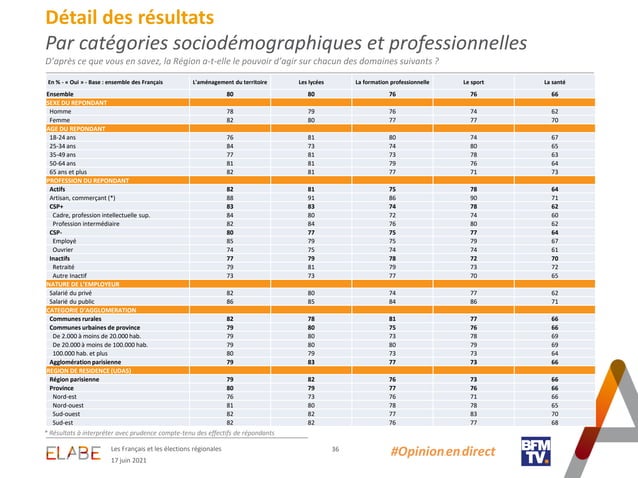 Détail des résultats
Par catégories sociodémographiques et professionnelles
D'après ce que vous en savez, la Région a-t-elle le pouvoir d'agir sur chacun des domaines suivants ?
En % - « Oui » - Base : ensemble des Français L'aménagement du territoire Les lycées La formation professionnelle Le sport La santé
Ensemble 80 80 76 76 66
SEXE DU REPONDANT
Homme 78 79 76 74 62
Femme 82 80 77 77 70
AGE DU REPONDANT
18-24 ans 76 81 80 74 67
25-34 ans 84 73 74 80 65
35-49 ans 77 81 73 78 63
50-64 ans 81 81 79 76 64
65 ans et plus 82 81 77 71 73
PROFESSION DU REPONDANT
Actifs 82 81 75 78 64
Artisan, commerçant (*) 88 91 86 90 71
CSP+ 83 83 74 78 62
Cadre, profession intellectuelle sup. 84 80 72 74 60
Profession intermédiaire 82 84 76 80 62
CSP- 80 77 75 77 64
Employé 85 79 75 79 67
Ouvrier 74 75 74 74 61
Inactifs 77 79 78 72 70
Retraité 79 81 79 73 72
Autre Inactif 73 73 77 70 65
NATURE DE L'EMPLOYEUR
Salarié du privé 82 80 74 77 62
Salarié du public 86 85 84 86 71
CATEGORIE D'AGGLOMERATION
Communes rurales 82 78 81 77 66
Communes urbaines de province 79 80 75 76 66
De 2.000 à moins de 20.000 hab. 79 80 73 78 69
De 20.000 à moins de 100.000 hab. 79 80 80 79 69
100.000 hab. et plus 80 79 73 73 64
Agglomération parisienne 79 83 77 73 66
REGION DE RESIDENCE (UDA5)
Région parisienne 79 82 76 73 66
Province 80 79 77 76 66
Nord-est 76 76 76 71 66
Nord-ouest 81 80 78 78 65
Sud-ouest 82 82 77 83 70
Sud-est 82 82 76 77 68
* Résultats à interpréter avec prudence compte-tenu des effectifs de répondants
ELABE Les Français et les élections régionales 36 #Opinion en direct BFM TV.
17 juin 2021